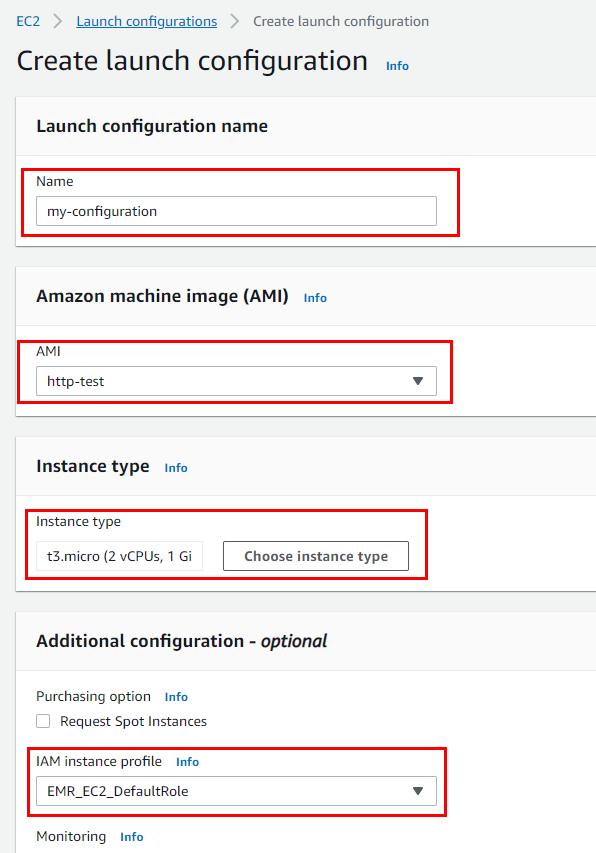 EC2 > Launch configurations > Create launch configuration
Create launch configuration Info
Launch configuration name
Name
my-configuration
Amazon machine image (AMI) Info
AMI
http-test
Instance type Info
Instance type
t3.micro (2 vCPUs, 1 Gi Choose instance type
Additional configuration - optional
Purchasing option Info
Request Spot Instances
IAM instance profile Info
EMR_EC2_DefaultRole
Monitoring Info